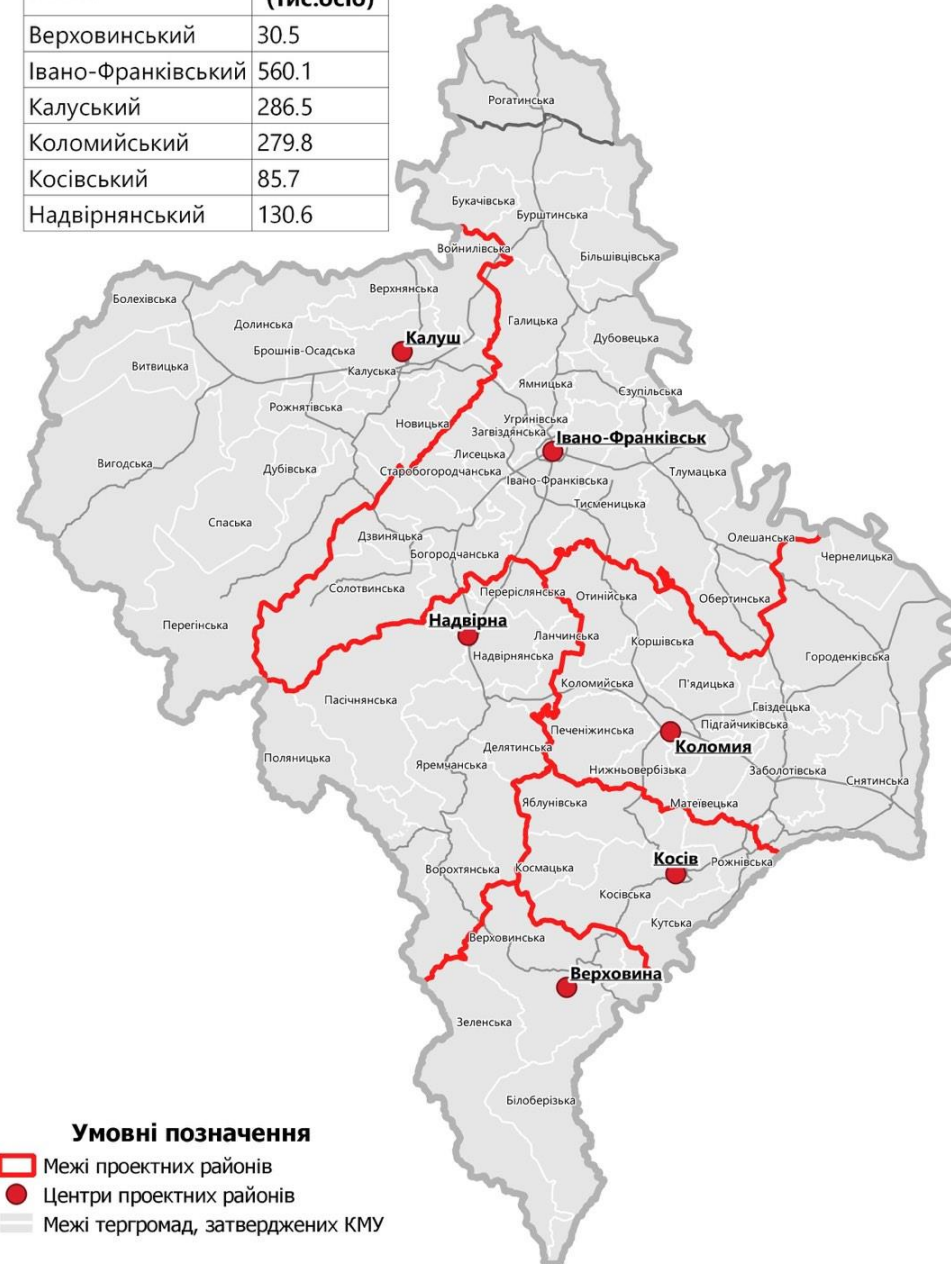 (тис.осіб)
Верховинський 30.5
Івано-Франківський 560.1
Калуський 286.5
Коломийський 279.8
Косівський 85.7
Надвірнянський 130.6
Рогатинська
Букачівська
Бурштинська
Войнилівська
Більшівцівська
Верхнянська
Болехівська
Долинська
Галицька
Калуш
Дубовецька
Брошнів-Осадська
Витвицька
Калуська
Ямницька
Єзупільська
Рожнятівська
Новицька
Угринівська
Загвіздянська
Івано-Франківськ
Лисецька
Вигодська
Дубівська
Старобогородчанська
Тлумацька
Івано-Франківська
Тисменицька
Спаська
Дзвиняцька
Олешанська
Богородчанська
Чернелицька
Солотвинська
Переріслянська
Отинійська
Обертинська
Перегінська
Надвірна
Ланчинська
Коршівська
Надвірнянська
Городенківська
Коломийська
П'ядицька
Пасічнянська
Гвіздецька
Печеніжинська
Підгайчиківська
Коломия
Делятинська
Поляницька
Яремчанська
Нижньовербізька
Заболотівська
Снятинська
Яблунівська
Матеївецька
Косів
Рожнівська
Ворохтянська
Космацька
Косівська
Кутська
Верховинська
Верховина
Зеленська
Білоберізька
Умовні позначення
Межі проектних районів
Центри проектних районів
Межі тергромад, затверджених КМУ